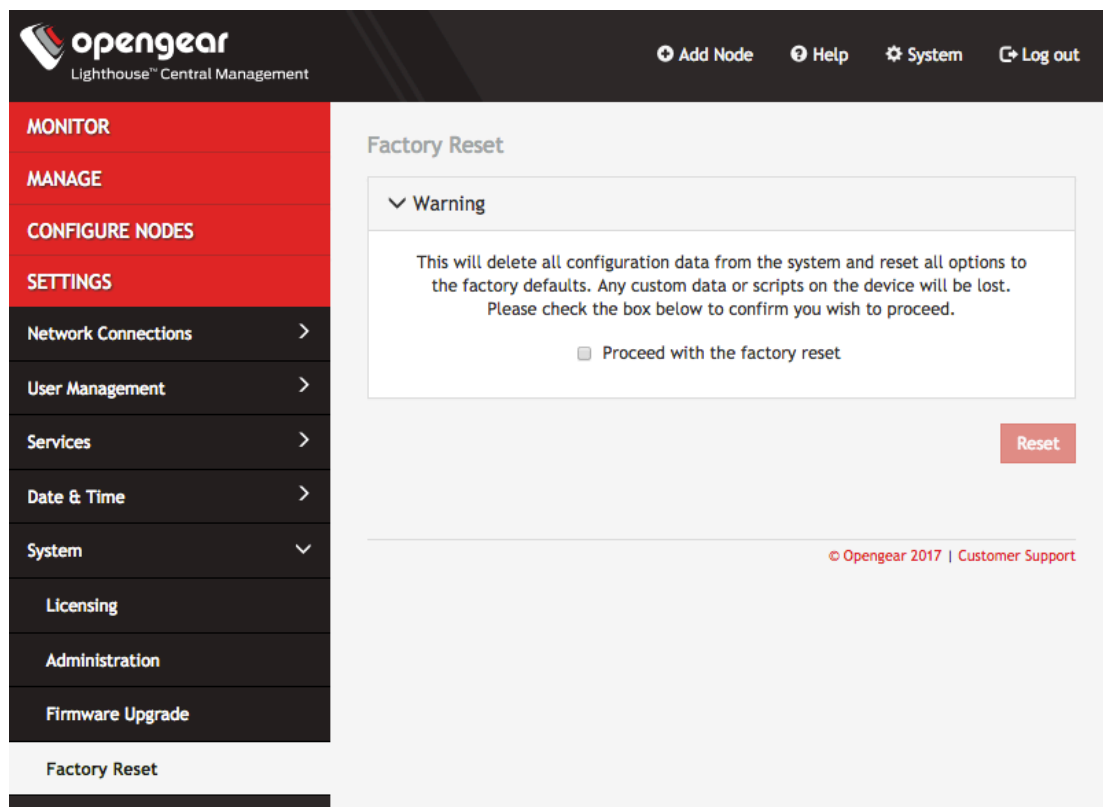 opengear
Lighthouse™ Central Management
Add Node
Help
System
Log out
MONITOR
MANAGE
CONFIGURE NODES
SETTINGS
Network Connections
User Management
Services
Date & Time
System
Licensing
Administration
Firmware Upgrade
Factory Reset
Factory Reset
Warning
This will delete all configuration data from the system and reset all options to
the factory defaults. Any custom data or scripts on the device will be lost.
Please check the box below to confirm you wish to proceed.
Proceed with the factory reset
Reset
© Opengear 2017 | Customer Support